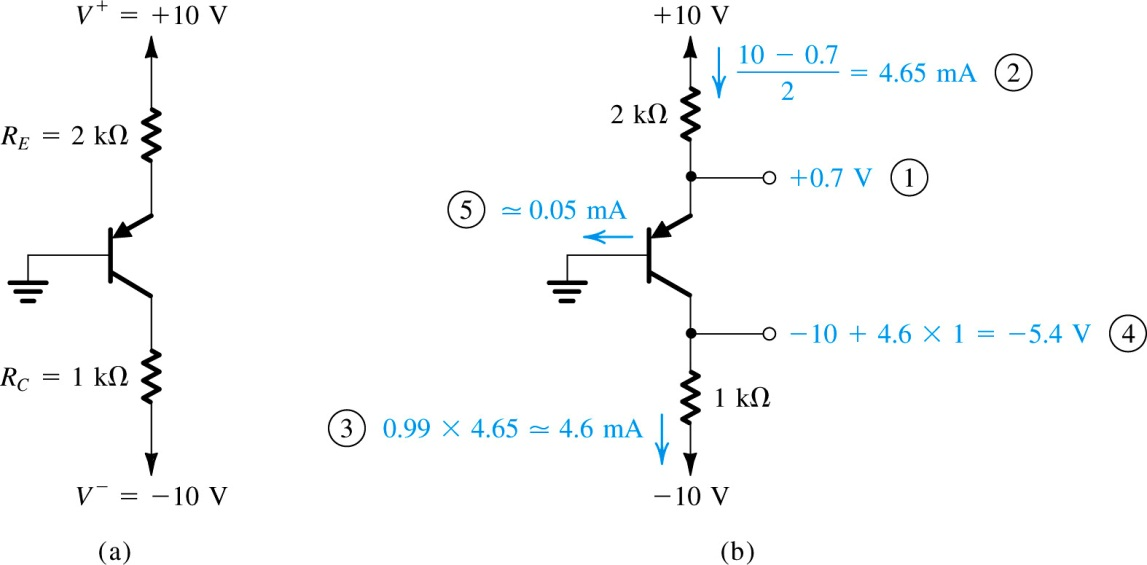 V⁺ = +10 V
R_E = 2 kΩ
R_C = 1 kΩ
V⁻ = −10 V
(a)
+10 V
(10 − 0.7)/2 = 4.65 mA ②
2 kΩ
+0.7 V ①
⑤ ≃ 0.05 mA
−10 + 4.6 × 1 = −5.4 V ④
1 kΩ
③ 0.99 × 4.65 ≃ 4.6 mA
−10 V
(b)